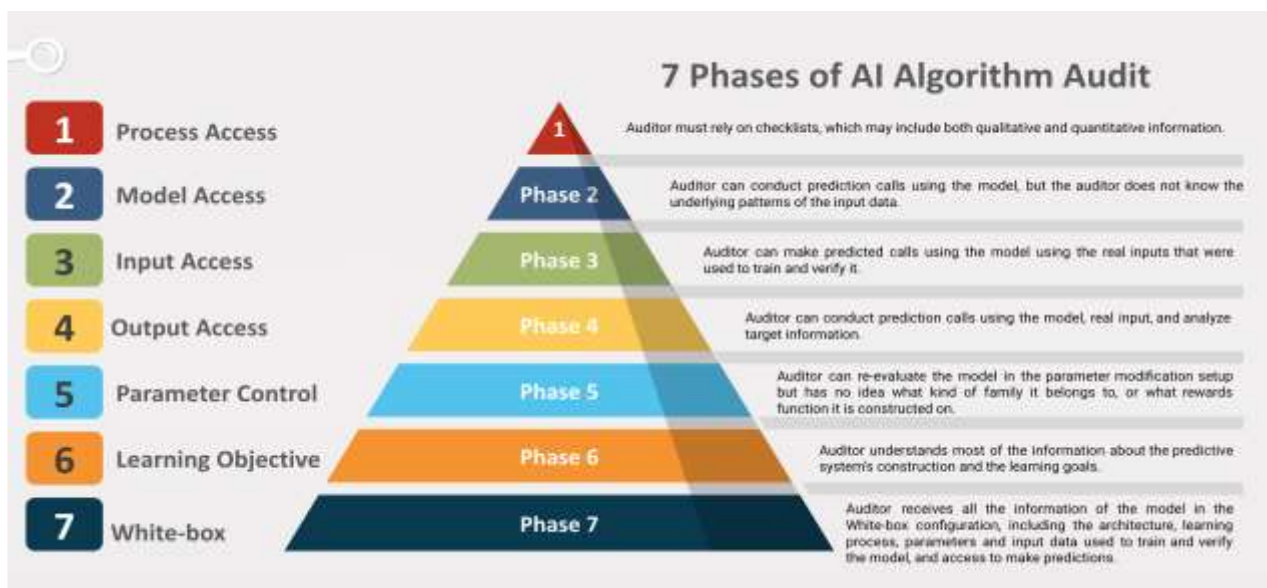 7 Phases of AI Algorithm Audit
1
Process Access
1
Auditor must rely on checklists, which may include both qualitative and quantitative information.
2
Model Access
Phase 2
Auditor can conduct prediction calls using the model, but the auditor does not know the
underlying patterns of the input data.
3
Input Access
Phase 3
Auditor can make predicted calls using the model using the real inputs that were
used to train and verify it.
4
Output Access
Phase 4
Auditor can conduct prediction calls using the model, real input, and analyze
target information.
5
Parameter Control
Phase 5
Auditor can re-evaluate the model in the parameter modification setup
but has no idea what kind of family it belongs to, or what rewards
function it is constructed on.
6
Learning Objective
Phase 6
Auditor understands most of the information about the predictive
system's construction and the learning goals.
7
White-box
Phase 7
Auditor receives all the information of the model in the
White-box configuration, including the architecture, learning
process, parameters and input data used to train and verify
the model, and access to make predictions.